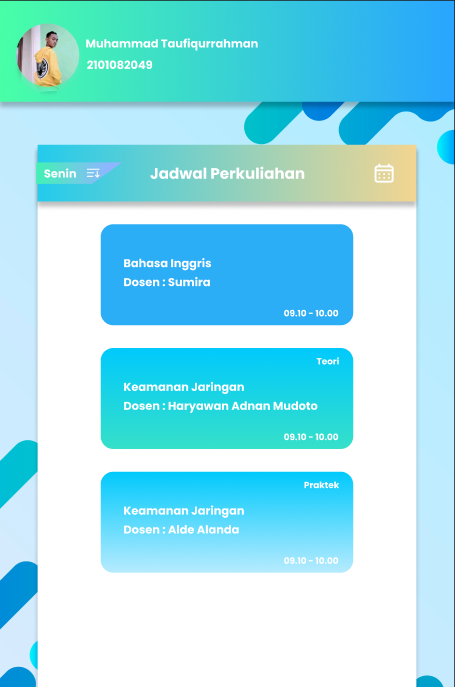 Muhammad Taufiqurrahman
2101082049
Senin
Jadwal Perkuliahan
Bahasa Inggris
Dosen : Sumira
09.10 - 10.00
Teori
Keamanan Jaringan
Dosen : Haryawan Adnan Mudoto
09.10 - 10.00
Praktek
Keamanan Jaringan
Dosen : Alde Alanda
09.10 - 10.00